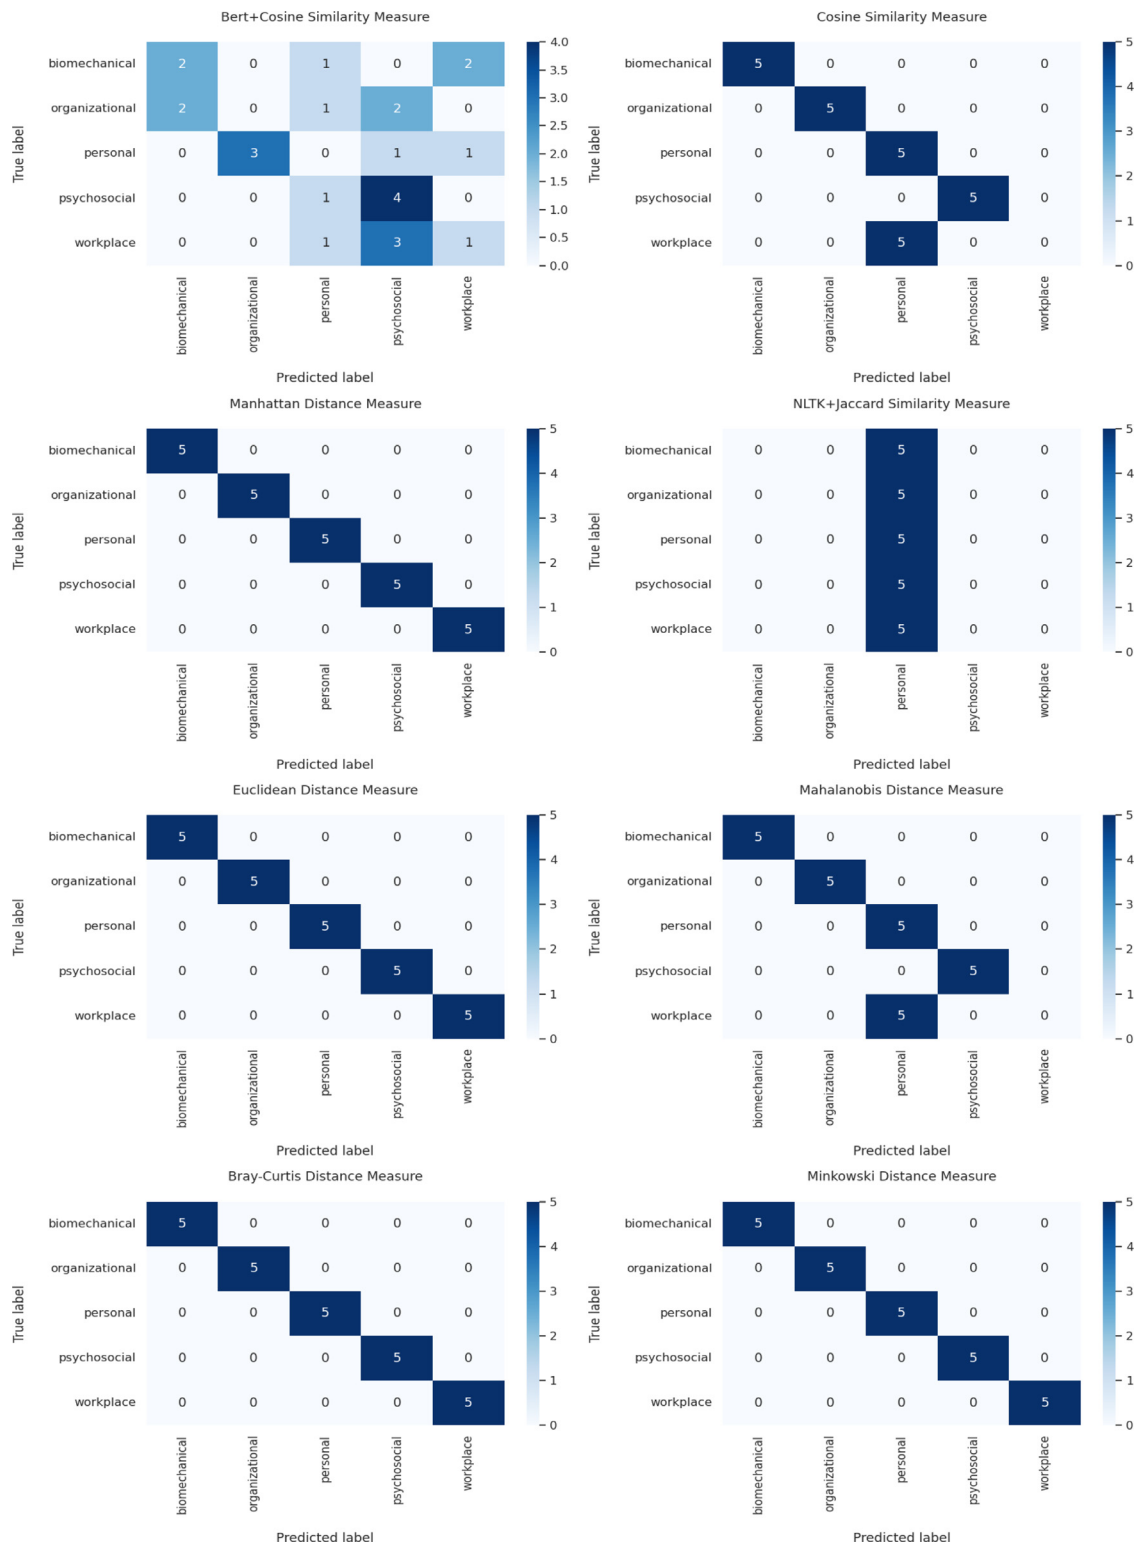 Bert+Cosine Similarity Measure
True label
biomechanical 2 0 1 0 2
organizational 2 0 1 2 0
personal 0 3 0 1 1
psychosocial 0 0 1 4 0
workplace 0 0 1 3 1
4.0
3.5
3.0
2.5
2.0
1.5
1.0
0.5
0.0
biomechanical
organizational
personal
psychosocial
workplace
Predicted label
Cosine Similarity Measure
True label
biomechanical 5 0 0 0 0
organizational 0 5 0 0 0
personal 0 0 5 0 0
psychosocial 0 0 0 5 0
workplace 0 0 5 0 0
5
4
3
2
1
0
biomechanical
organizational
personal
psychosocial
workplace
Predicted label
Manhattan Distance Measure
True label
biomechanical 5 0 0 0 0
organizational 0 5 0 0 0
personal 0 0 5 0 0
psychosocial 0 0 0 5 0
workplace 0 0 0 0 5
5
4
3
2
1
0
biomechanical
organizational
personal
psychosocial
workplace
Predicted label
NLTK+Jaccard Similarity Measure
True label
biomechanical 0 0 5 0 0
organizational 0 0 5 0 0
personal 0 0 5 0 0
psychosocial 0 0 5 0 0
workplace 0 0 5 0 0
5
4
3
2
1
0
biomechanical
organizational
personal
psychosocial
workplace
Predicted label
Euclidean Distance Measure
True label
biomechanical 5 0 0 0 0
organizational 0 5 0 0 0
personal 0 0 5 0 0
psychosocial 0 0 0 5 0
workplace 0 0 0 0 5
5
4
3
2
1
0
biomechanical
organizational
personal
psychosocial
workplace
Predicted label
Mahalanobis Distance Measure
True label
biomechanical 5 0 0 0 0
organizational 0 5 0 0 0
personal 0 0 5 0 0
psychosocial 0 0 0 5 0
workplace 0 0 5 0 0
5
4
3
2
1
0
biomechanical
organizational
personal
psychosocial
workplace
Predicted label
Bray-Curtis Distance Measure
True label
biomechanical 5 0 0 0 0
organizational 0 5 0 0 0
personal 0 0 5 0 0
psychosocial 0 0 0 5 0
workplace 0 0 0 0 5
5
4
3
2
1
0
biomechanical
organizational
personal
psychosocial
workplace
Predicted label
Minkowski Distance Measure
True label
biomechanical 5 0 0 0 0
organizational 0 5 0 0 0
personal 0 0 5 0 0
psychosocial 0 0 0 5 0
workplace 0 0 0 0 5
5
4
3
2
1
0
biomechanical
organizational
personal
psychosocial
workplace
Predicted label